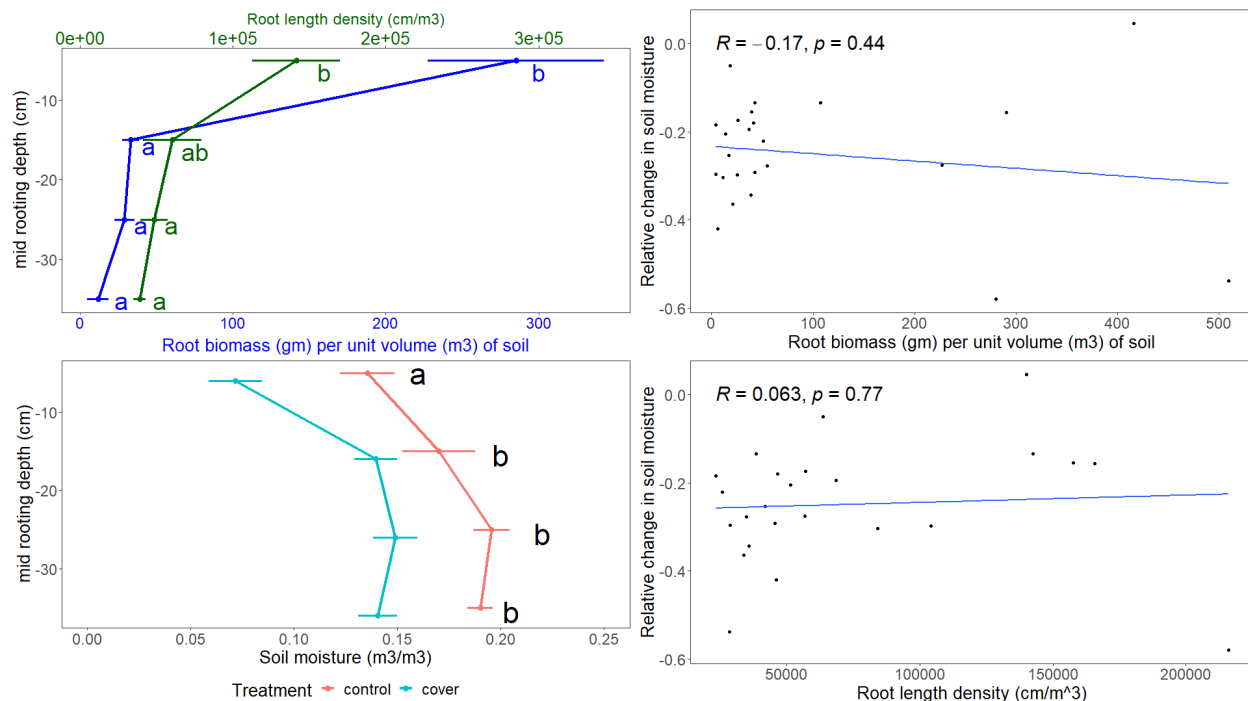 Root length density (cm/m3)
0e+00 1e+05 2e+05 3e+05
mid rooting depth (cm)
-10
-20
-30
b b
a ab
a a
a a
0 100 200 300
Root biomass (gm) per unit volume (m3) of soil
Relative change in soil moisture
R = −0.17, p = 0.44
0.0
-0.2
-0.4
-0.6
0 100 200 300 400 500
Root biomass (gm) per unit volume (m3) of soil
mid rooting depth (cm)
-10
-20
-30
a
b
b
b
0.00 0.05 0.10 0.15 0.20 0.25
Soil moisture (m3/m3)
Treatment control cover
Relative change in soil moisture
R = 0.063, p = 0.77
0.0
-0.2
-0.4
-0.6
50000 100000 150000 200000
Root length density (cm/m^3)